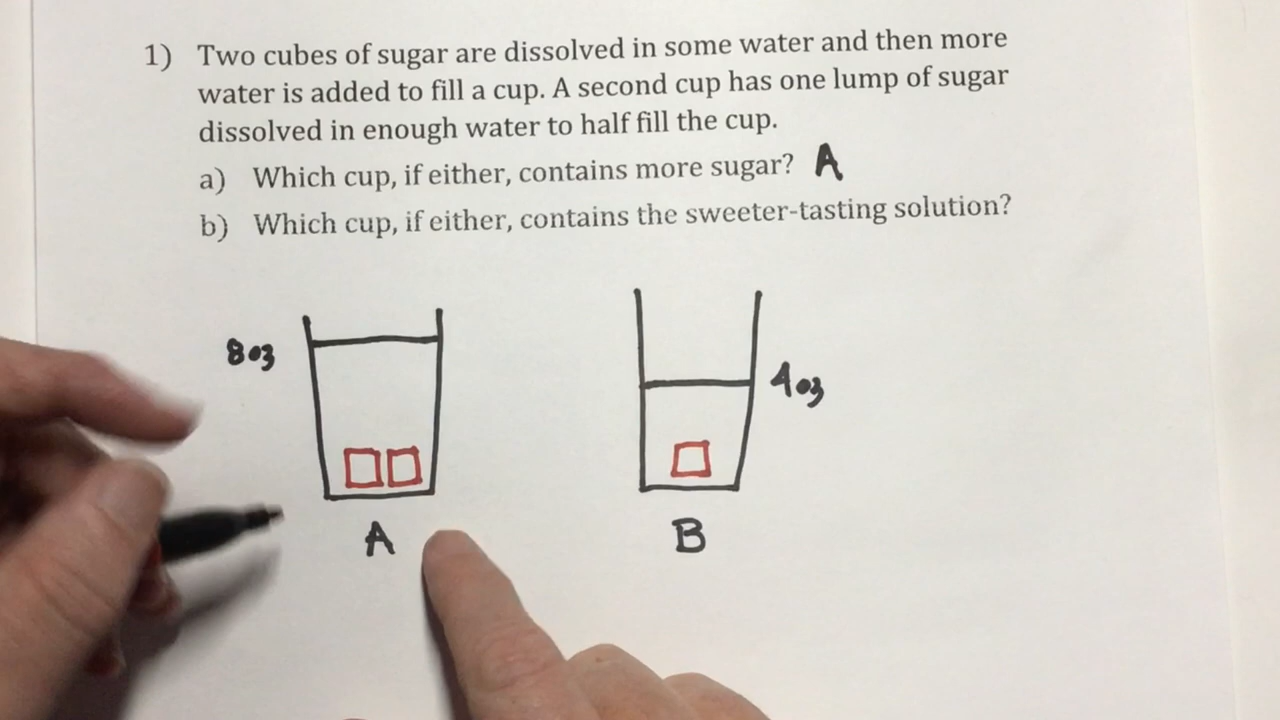 1) Two cubes of sugar are dissolved in some water and then more
water is added to fill a cup. A second cup has one lump of sugar
dissolved in enough water to half fill the cup.
a) Which cup, if either, contains more sugar? A
b) Which cup, if either, contains the sweeter-tasting solution?
8oz
4oz
A
B